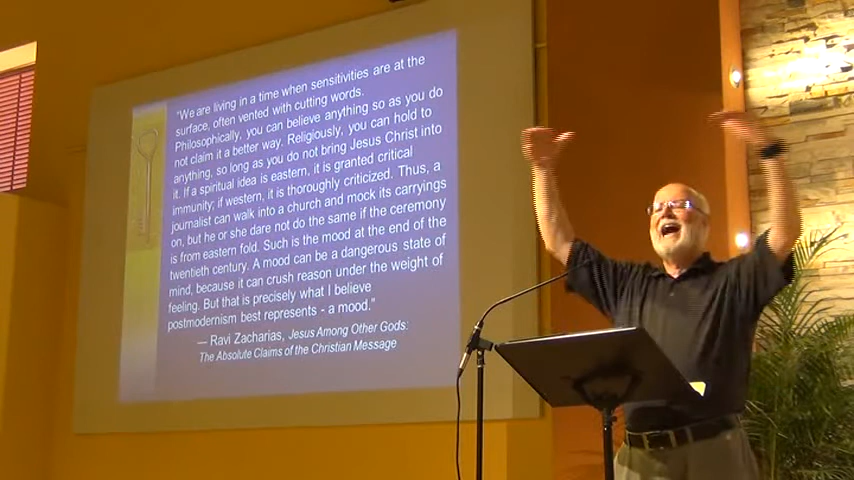 "We are living in a time when sensitivities are at the
surface, often vented with cutting words.
Philosophically, you can believe anything so as you do
not claim it a better way. Religiously, you can hold to
anything, so long as you do not bring Jesus Christ into
it. If a spiritual idea is eastern, it is granted critical
immunity; if western, it is thoroughly criticized. Thus, a
journalist can walk into a church and mock its carryings
on, but he or she dare not do the same if the ceremony
is from eastern fold. Such is the mood at the end of the
twentieth century. A mood can be a dangerous state of
mind, because it can crush reason under the weight of
feeling. But that is precisely what I believe
postmodernism best represents - a mood."
— Ravi Zacharias, Jesus Among Other Gods:
The Absolute Claims of the Christian Message